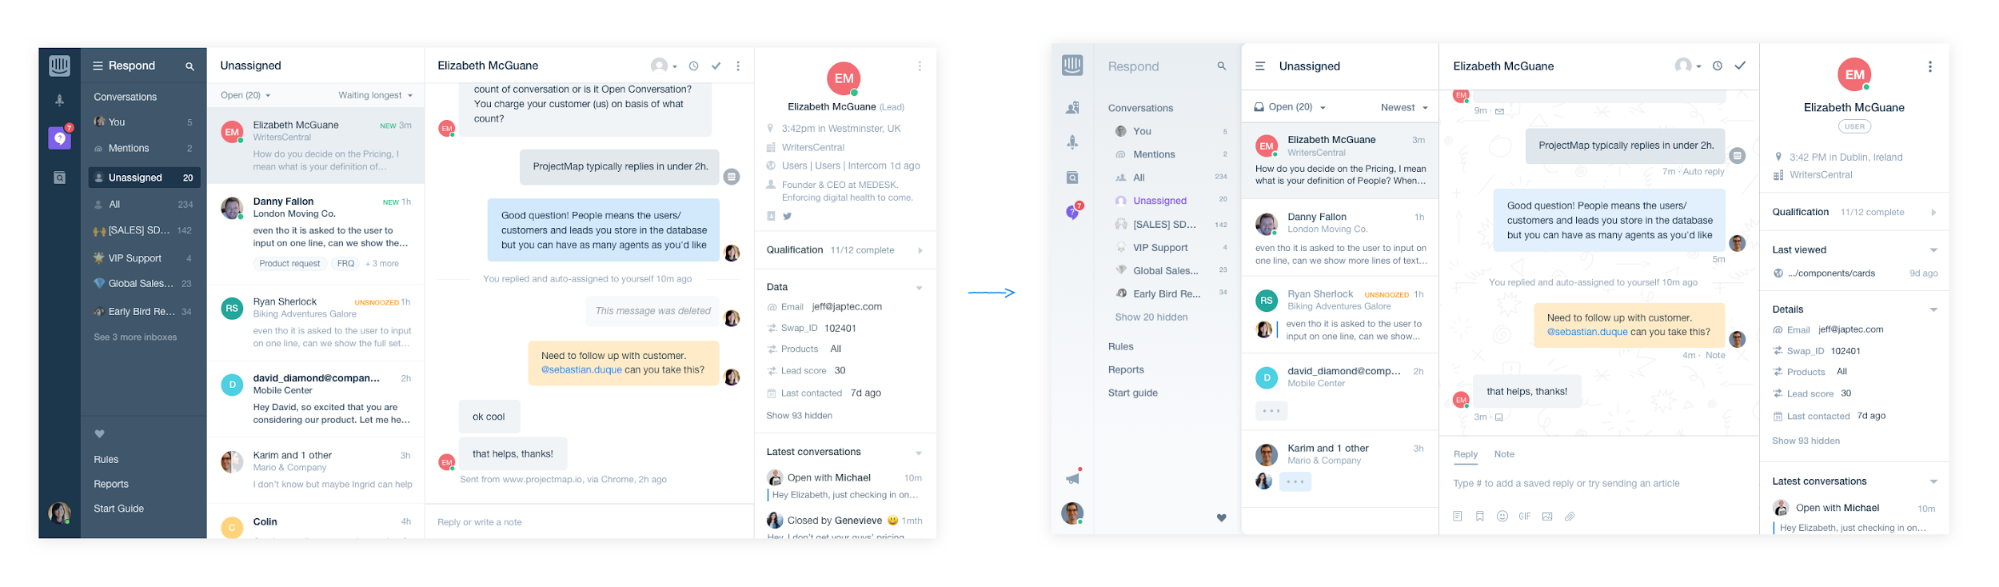 Respond
Conversations
You 5
Mentions 2
Unassigned 20
All 234
[SALES] SD... 142
VIP Support 4
Global Sales... 23
Early Bird Re... 34
See 3 more inboxes
Rules
Reports
Start Guide
7
Unassigned
Open (20) Waiting longest
EM Elizabeth McGuane NEW 3m
WritersCentral
How do you decide on the Pricing, I
mean what is your definition of...
Danny Fallon NEW 1h
London Moving Co.
even tho it is asked to the user to
input on one line, can we show the...
Product request FRQ + 3 more
RS Ryan Sherlock UNSNOOZED 1h
Biking Adventures Galore
even tho it is asked to the user to input
on one line, can we show the full set...
D david_diamond@compan... 2h
Mobile Center
Hey David, so excited that you are
considering our product. Let me he...
Karim and 1 other 3h
Mario & Company
I don't know but maybe Ingrid can help
C Colin 4h
Elizabeth McGuane
count of conversation or is it Open Conversation?
You charge your customer (us) on basis of what
count?
EM
ProjectMap typically replies in under 2h.
Good question! People means the users/
customers and leads you store in the database
but you can have as many agents as you'd like
You replied and auto-assigned to yourself 10m ago
This message was deleted
Need to follow up with customer.
@sebastian.duque can you take this?
ok cool
that helps, thanks!
EM
Sent from www.projectmap.io, via Chrome, 2h ago
Reply or write a note
EM
Elizabeth McGuane (Lead)
3:42pm in Westminster, UK
WritersCentral
Users | Users | Intercom 1d ago
Founder & CEO at MEDESK.
Enforcing digital health to come.
Qualification 11/12 complete
Data
Email jeff@japtec.com
Swap_ID 102401
Products All
Lead score 30
Last contacted 7d ago
Show 93 hidden
Latest conversations
Open with Michael 10m
Hey Elizabeth, just checking in on...
Closed by Genevieve 😀 1mth
Hey, I don't get your guys' pricing
Respond
Conversations
You 5
Mentions 2
All 234
Unassigned 20
[SALES] SD... 142
VIP Support 4
Global Sales... 23
Early Bird Re... 34
Show 20 hidden
Rules
Reports
Start guide
7
Unassigned
Open (20) Newest
EM Elizabeth McGuane 3m
WritersCentral
How do you decide on the Pricing, I mean
what is your definition of People? When...
Danny Fallon 1h
London Moving Co.
even tho it is asked to the user to input on
one line, can we show more lines of text...
RS Ryan Sherlock UNSNOOZED 1h
Biking Adventures Galore
even tho it is asked to the user to
input on one line, can we show...
D david_diamond@comp... 2h
Mobile Center
Karim and 1 other 3h
Mario & Company
Elizabeth McGuane
EM
9m ·
ProjectMap typically replies in under 2h.
7m · Auto reply
Good question! People means the users/
customers and leads you store in the database
but you can have as many agents as you'd like
5m
You replied and auto-assigned to yourself 10m ago
Need to follow up with customer.
@sebastian.duque can you take this?
4m · Note
that helps, thanks!
EM
3m ·
Reply Note
Type # to add a saved reply or try sending an article
GIF
EM
Elizabeth McGuane
USER
3:42 PM in Dublin, Ireland
WritersCentral
Qualification 11/12 complete
Last viewed
.../components/cards 9d ago
Details
Email jeff@japtec.com
Swap_ID 102401
Products All
Lead score 30
Last contacted 7d ago
Show 93 hidden
Latest conversations
Open with Michael 10m
Hey Elizabeth, just checking in on...